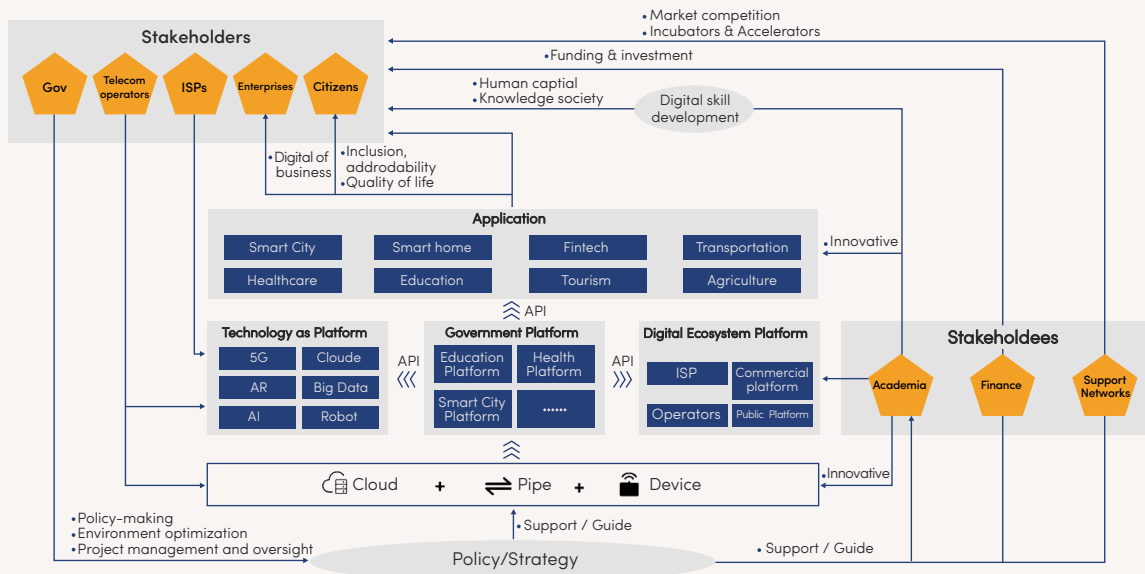 • Market competition
• Incubators & Accelerators
Stakeholders
Gov
Telecom
operators
ISPs
Enterprises
Citizens
•Funding & investment
• Human captial
• Knowledge society
Digital skill
development
• Digital of
business
• Inclusion,
addrodability
•Quality of life
Application
Smart City
Smart home
Fintech
Transportation
Healthcare
Education
Tourism
Agriculture
• Innovative
API
Technology as Platform
5G
Cloude
AR
Big Data
AI
Robot
API
Government Platform
Education
Platform
Health
Platform
Smart City
Platform
......
API
Digital Ecosystem Platform
ISP
Commercial
platform
Operators
Public Platform
Stakeholdees
Academia
Finance
Support
Networks
Cloud
+
Pipe
+
Device
•Innovative
•Policy-making
•Environment optimization
•Project management and oversight
• Support / Guide
Policy/Strategy
• Support / Guide